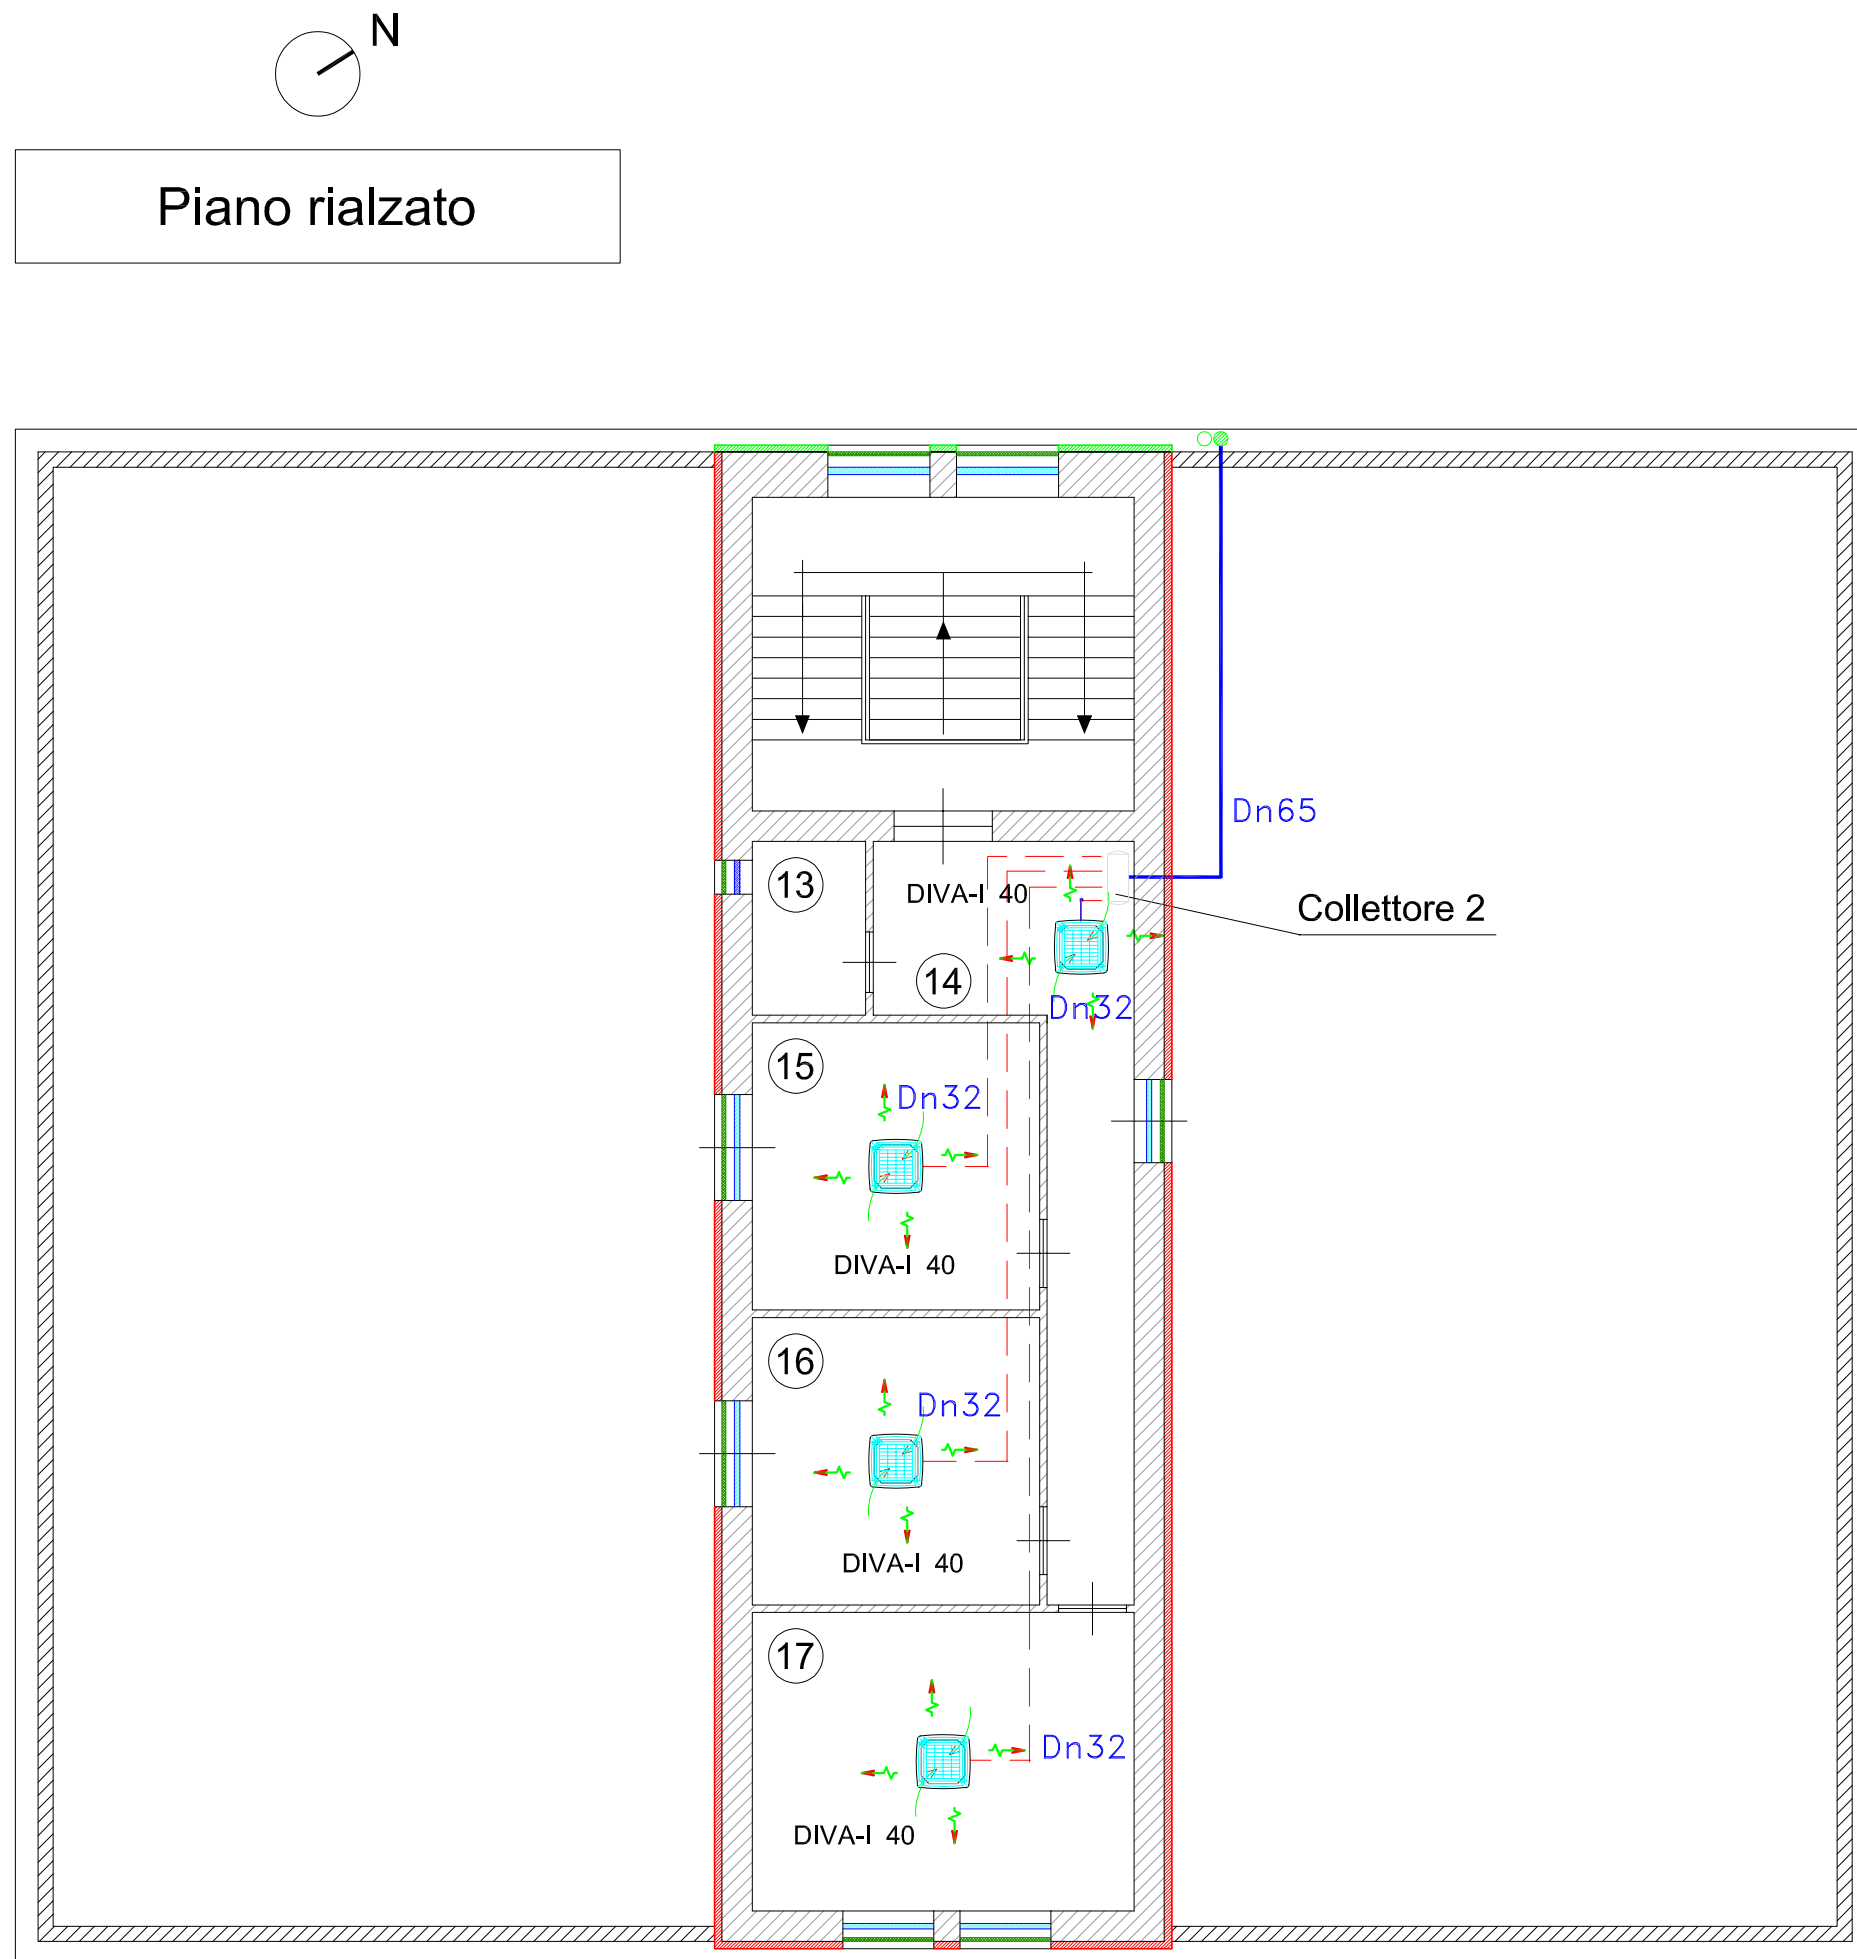 N
Piano rialzato
Dn65
13
DIVA-I 40
Collettore 2
14
Dn32
15
Dn32
DIVA-I 40
16
Dn32
DIVA-I 40
17
Dn32
DIVA-I 40